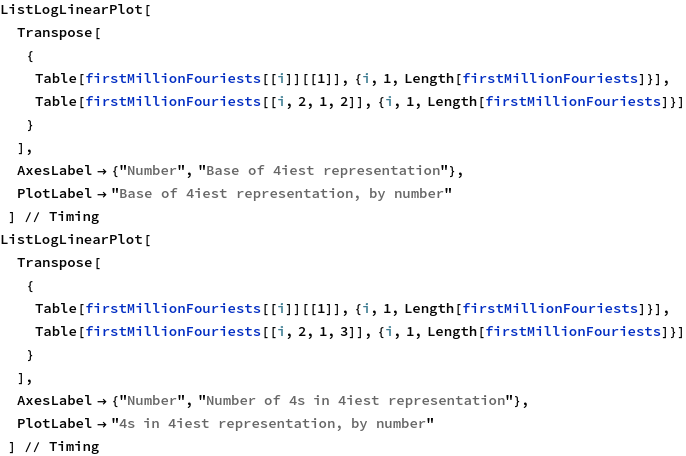 ListLogLinearPlot[
Transpose[
{
Table[firstMillionFouriests[[i]][[1]], {i, 1, Length[firstMillionFouriests]}],
Table[firstMillionFouriests[[i, 2, 1, 2]], {i, 1, Length[firstMillionFouriests]}]
}
],
AxesLabel → {"Number", "Base of 4iest representation"},
PlotLabel → "Base of 4iest representation, by number"
] // Timing
ListLogLinearPlot[
Transpose[
{
Table[firstMillionFouriests[[i]][[1]], {i, 1, Length[firstMillionFouriests]}],
Table[firstMillionFouriests[[i, 2, 1, 3]], {i, 1, Length[firstMillionFouriests]}]
}
],
AxesLabel → {"Number", "Number of 4s in 4iest representation"},
PlotLabel → "4s in 4iest representation, by number"
] // Timing